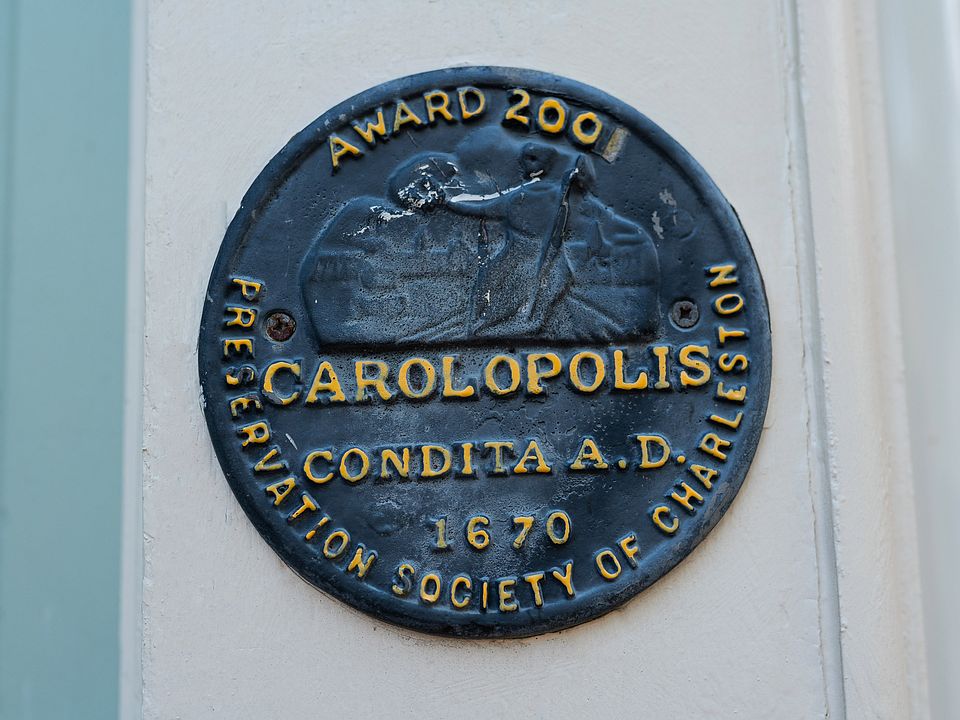 AWARD 2001
CAROLOPOLIS
CONDITA A.D.
1670
PRESERVATION SOCIETY OF CHARLESTON